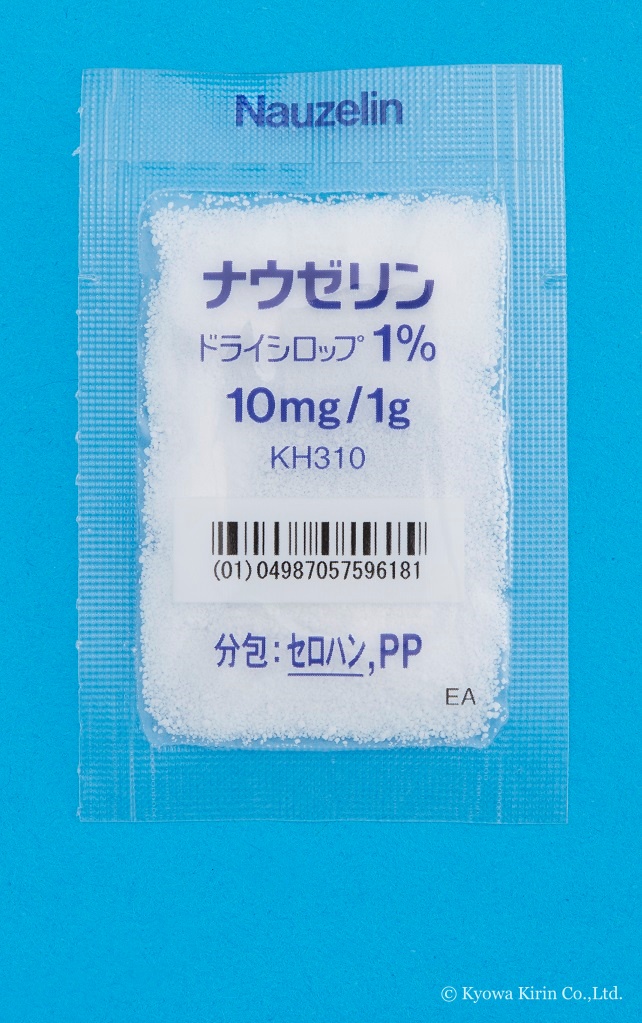 Nauzelin
ナウゼリン
ドライシロップ 1%
10mg/1g
KH310
(01)04987057596181
分包:セロハン,PP
EA
© Kyowa Kirin Co.,Ltd.